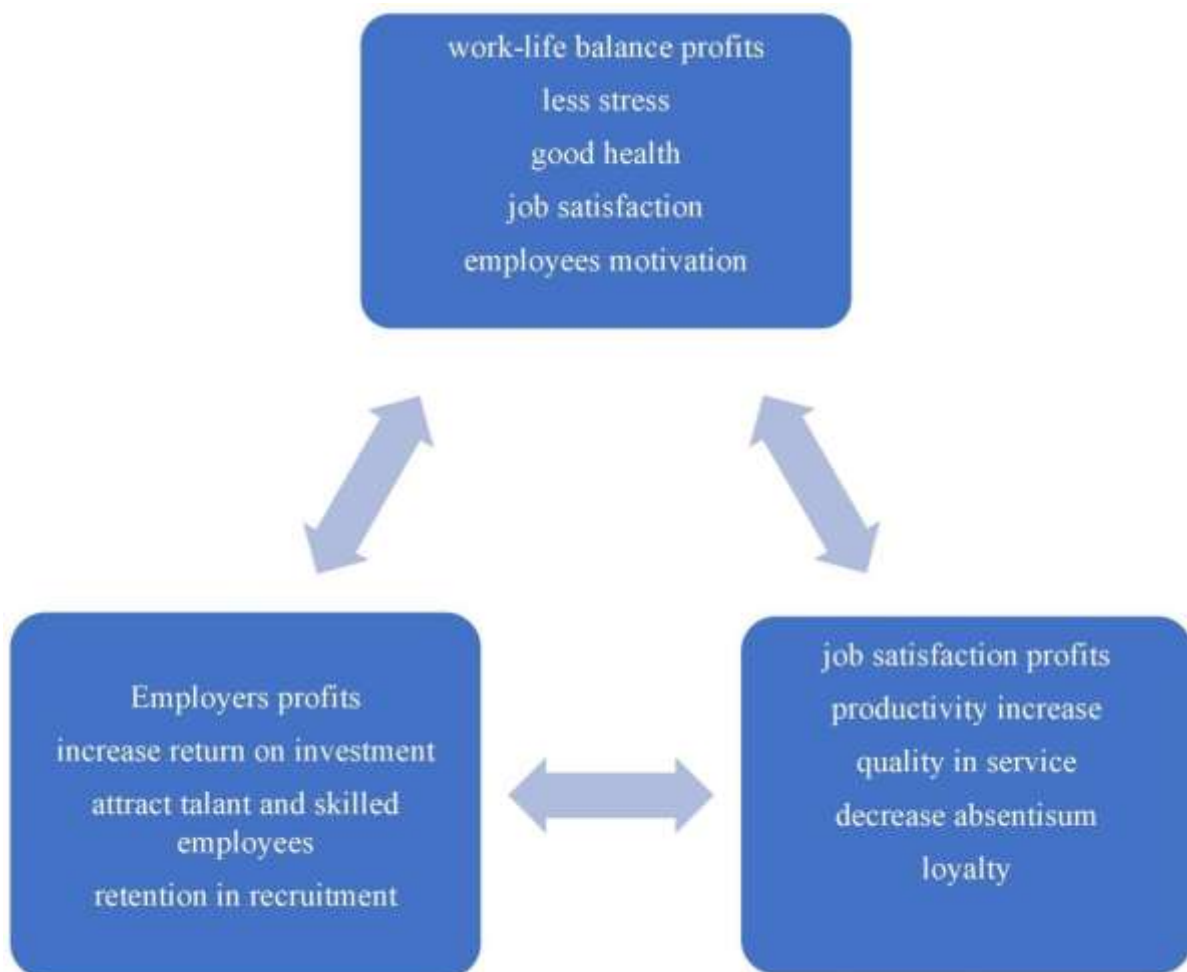 work-life balance profits
less stress
good health
job satisfaction
employees motivation
Employers profits
increase return on investment
attract talant and skilled
employees
retention in recruitment
job satisfaction profits
productivity increase
quality in service
decrease absentisum
loyalty